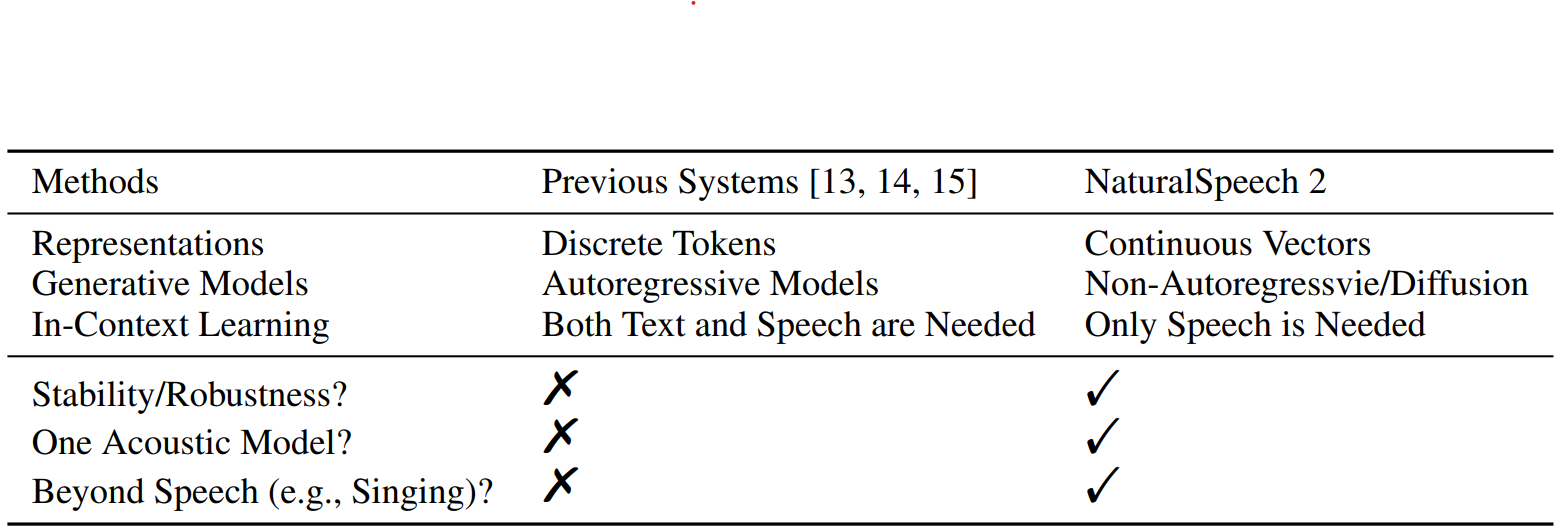 Methods Previous Systems [13, 14, 15] NaturalSpeech 2
Representations Discrete Tokens Continuous Vectors
Generative Models Autoregressive Models Non-Autoregressvie/Diffusion
In-Context Learning Both Text and Speech are Needed Only Speech is Needed
Stability/Robustness? ✗ ✓
One Acoustic Model? ✗ ✓
Beyond Speech (e.g., Singing)? ✗ ✓